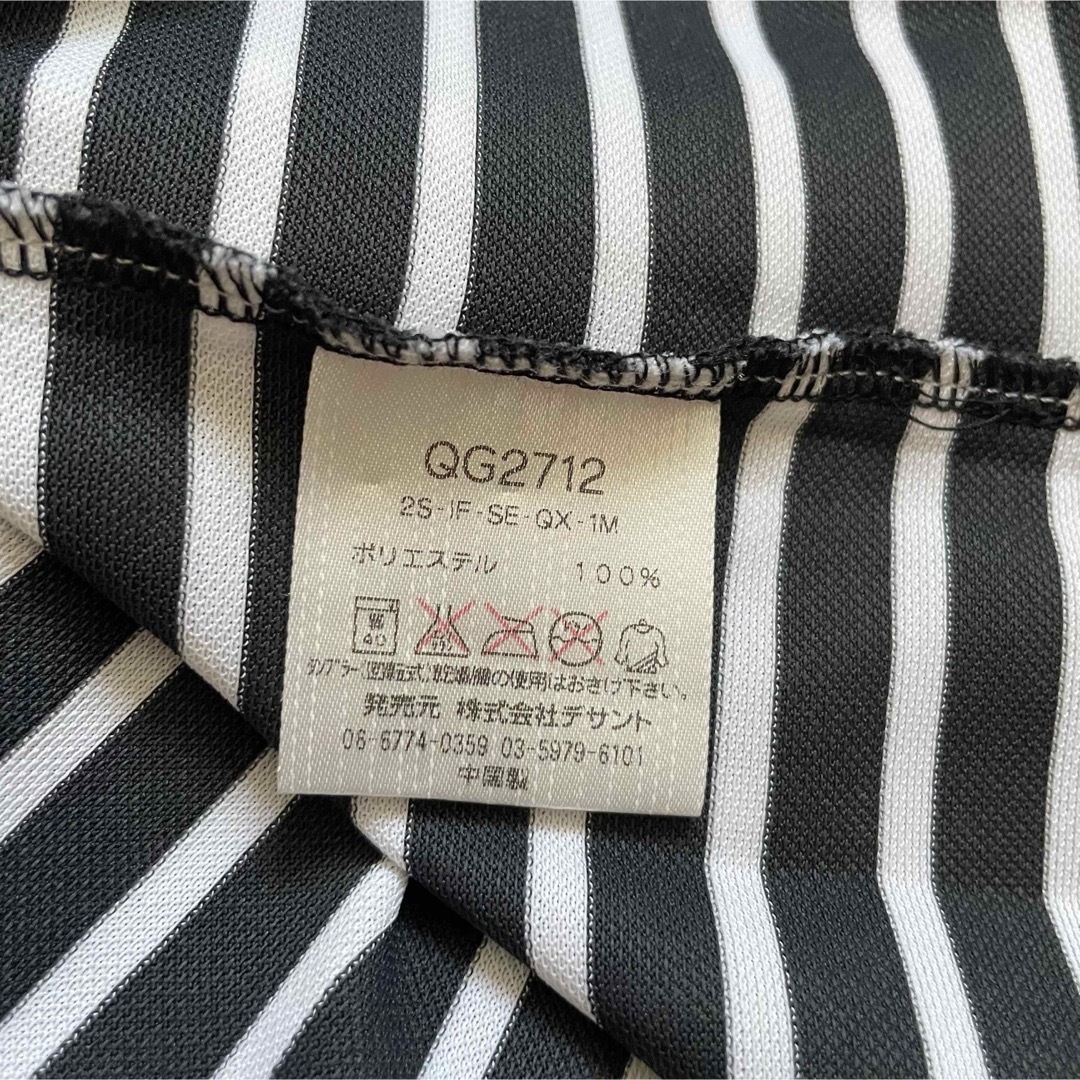 QG2712
2S-IF-SE-QX-1M
ポリエステル 100%
40
タンブラー、回転式、乾燥機の使用はおさけ下さい。
発売元 株式会社デサント
06-6774-0359 03-5979-6101
中国製